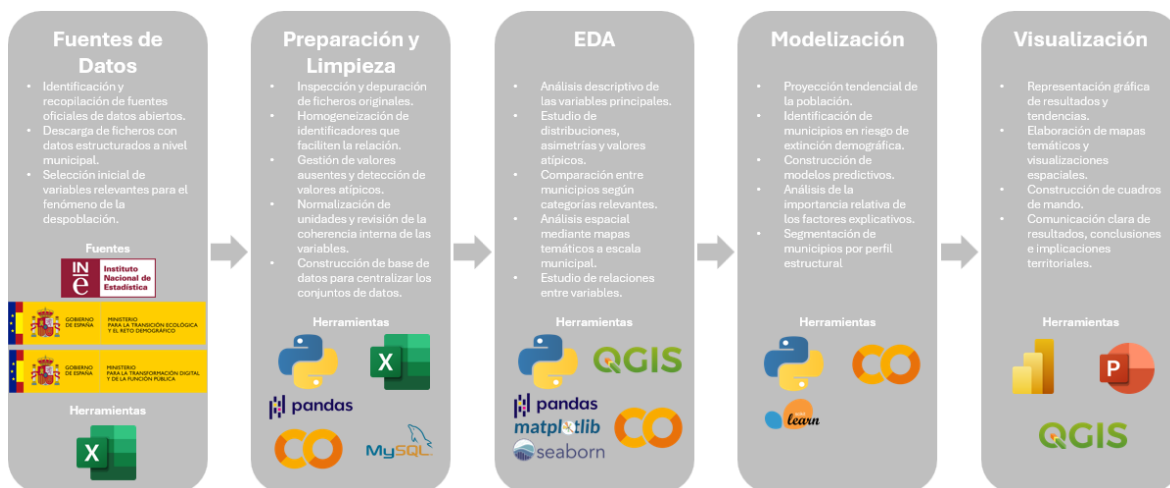 Fuentes de
Datos
• Identificación y
recopilación de fuentes
oficiales de datos abiertos.
• Descarga de ficheros con
datos estructurados a nivel
municipal.
• Selección inicial de
variables relevantes para el
fenómeno de la
despoblación.
Fuentes
INe
Instituto
Nacional de
Estadística
GOBIERNO
DE ESPAÑA
MINISTERIO
PARA LA TRANSICIÓN ECOLÓGICA
Y EL RETO DEMOGRÁFICO
GOBIERNO
DE ESPAÑA
MINISTERIO
PARA LA TRANSFORMACIÓN DIGITAL
Y DE LA FUNCIÓN PÚBLICA
Herramientas
X
Preparación y
Limpieza
• Inspección y depuración
de ficheros originales.
• Homogeneización de
identificadores que
faciliten la relación.
• Gestión de valores
ausentes y detección de
valores atípicos.
• Normalización de
unidades y revisión de la
coherencia interna de las
variables.
• Construcción de base de
datos para centralizar los
conjuntos de datos.
Herramientas
X
pandas
MySQL
EDA
• Análisis descriptivo de
las variables principales.
• Estudio de
distribuciones,
asimetrías y valores
atípicos.
• Comparación entre
municipios según
categorías relevantes.
• Análisis espacial
mediante mapas
temáticos a escala
municipal.
• Estudio de relaciones
entre variables.
Herramientas
QGIS
pandas
matplotlib
seaborn
Modelización
• Proyección tendencial de
la población.
• Identificación de
municipios en riesgo de
extinción demográfica.
• Construcción de
modelos predictivos.
• Análisis de la
importancia relativa de
los factores explicativos.
• Segmentación de
municipios por perfil
estructural
Herramientas
learn
Visualización
• Representación gráfica
de resultados y
tendencias.
• Elaboración de mapas
temáticos y
visualizaciones
espaciales.
• Construcción de cuadros
de mando.
• Comunicación clara de
resultados, conclusiones
e implicaciones
territoriales.
Herramientas
P
QGIS